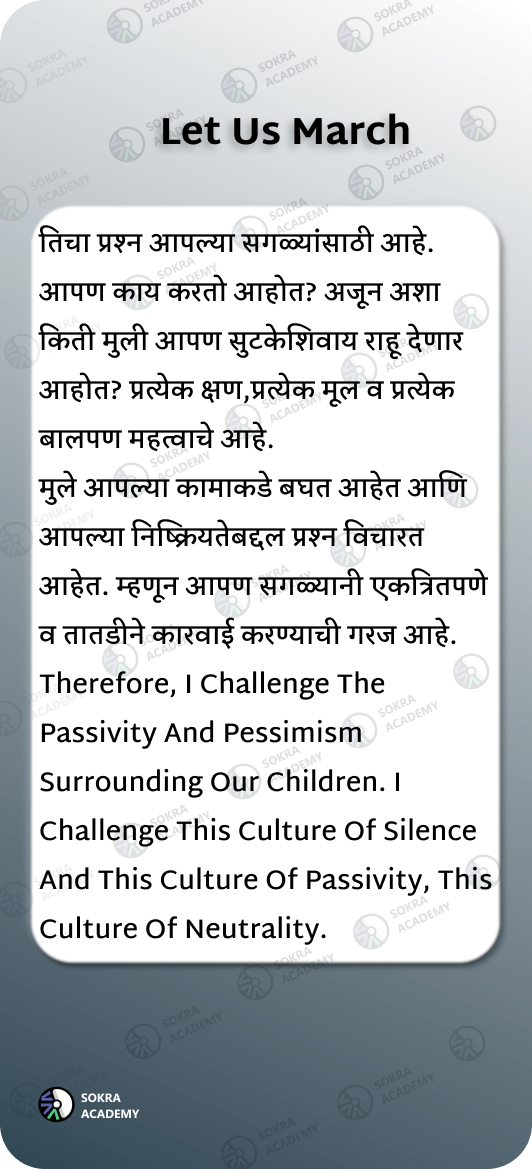 Let Us March
तिचा प्रश्न आपल्या सगळ्यांसाठी आहे.
आपण काय करतो आहोत? अजून अशा
किती मुली आपण सुटकेशिवाय राहू देणार
आहोत? प्रत्येक क्षण,प्रत्येक मूल व प्रत्येक
बालपण महत्वाचे आहे.
मुले आपल्या कामाकडे बघत आहेत आणि
आपल्या निष्क्रियतेबद्दल प्रश्न विचारत
आहेत. म्हणून आपण सगळ्यानी एकत्रितपणे
व तातडीने कारवाई करण्याची गरज आहे.
Therefore, I Challenge The
Passivity And Pessimism
Surrounding Our Children. I
Challenge This Culture Of Silence
And This Culture Of Passivity, This
Culture Of Neutrality.
SOKRA
ACADEMY